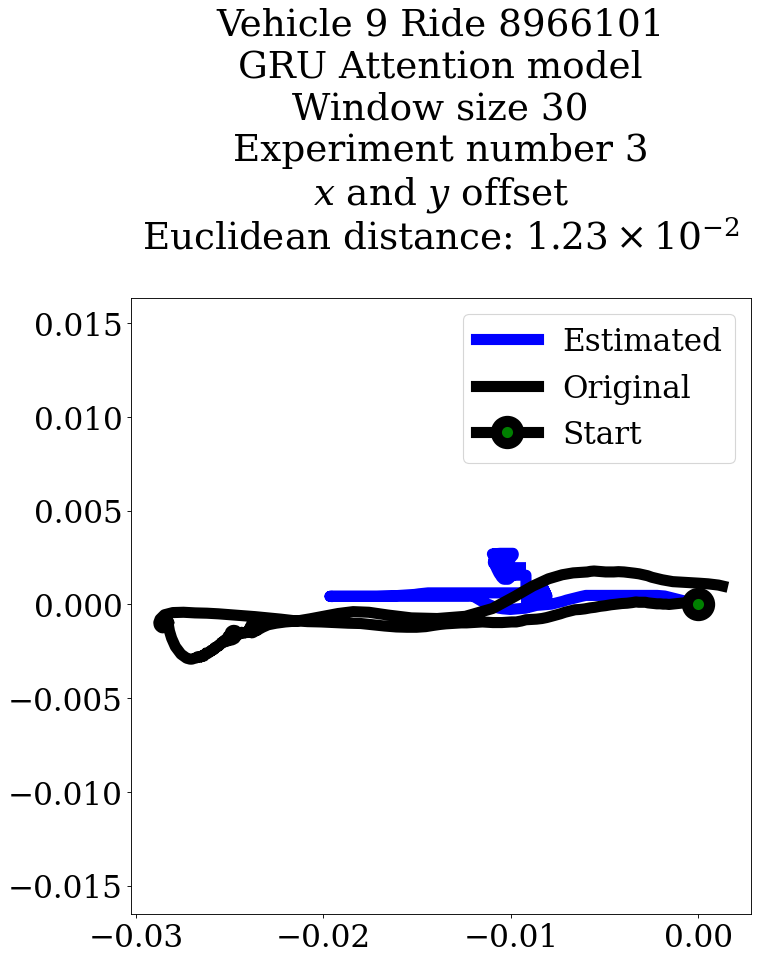 Vehicle 9 Ride 8966101
GRU Attention model
Window size 30
Experiment number 3
x and y offset
Euclidean distance: 1.23 × 10⁻²
Estimated
Original
Start
0.015
0.010
0.005
0.000
−0.005
−0.010
−0.015
−0.03 −0.02 −0.01 0.00